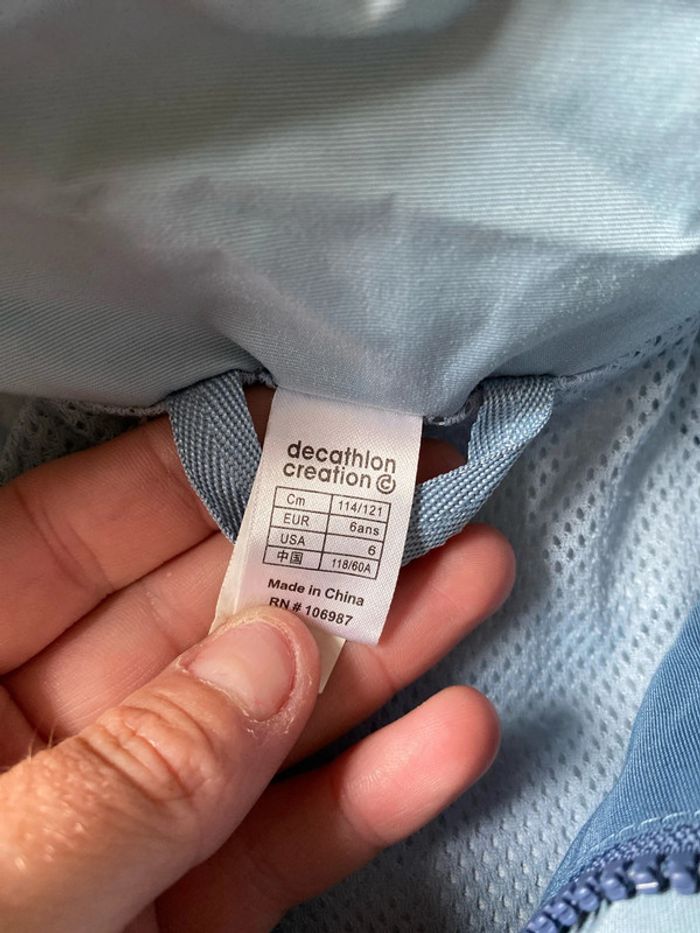 decathlon
creation ©
Cm 114/121
EUR 6ans
USA 6
中国 118/60A
Made in China
RN # 106987